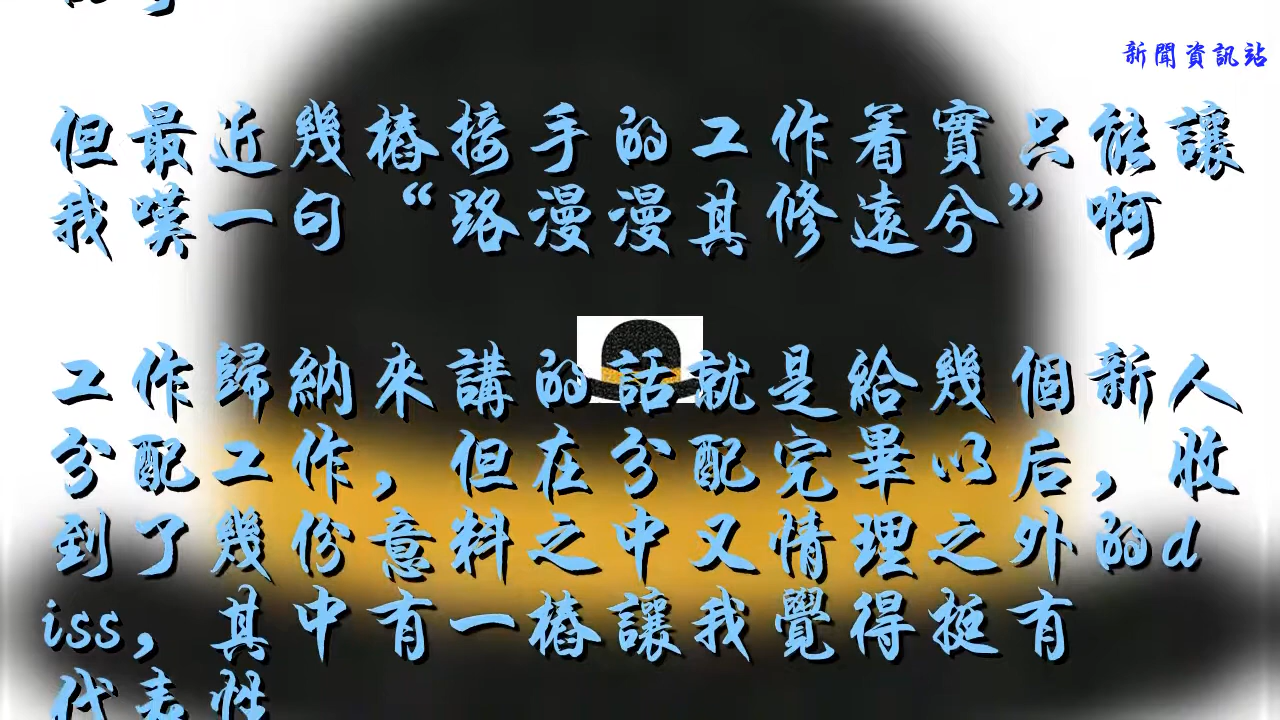 新聞資訊站
但最近幾樁接手的工作着實只能讓
我嘆一句“路漫漫其修遠兮”啊
工作歸納來講的話就是給幾個新人
分配工作，但在分配完畢以后，收
到了幾份意料之中又情理之外的d
iss，其中有一樁讓我覺得挺有
代表性